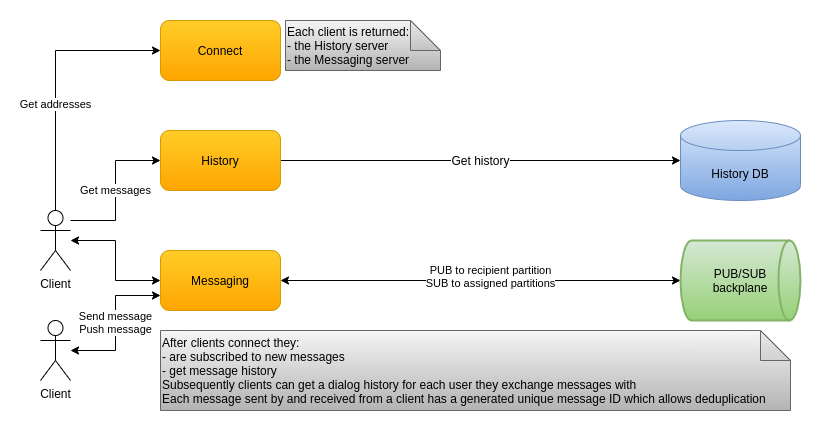 Connect
Each client is returned:
- the History server
- the Messaging server
Get addresses
History
Get history
History DB
Get messages
Client
Messaging
PUB to recipient partition
SUB to assigned partitions
PUB/SUB
backplane
Send message
Push message
Client
After clients connect they:
- are subscribed to new messages
- get message history
Subsequently clients can get a dialog history for each user they exchange messages with
Each message sent by and received from a client has a generated unique message ID which allows deduplication